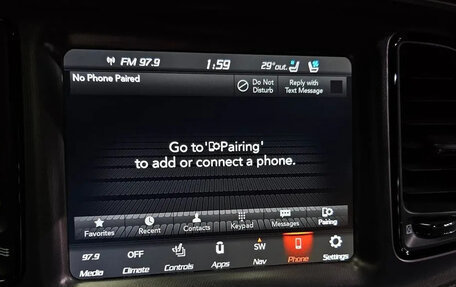 FM 97.9 1:59 29° out.
No Phone Paired
Do Not
Disturb
Reply with
Text Message
Go to 'Pairing'
to add or connect a phone.
Favorites Recent Contacts Keypad Messages Pairing
97.9 OFF SW
Media Climate Controls Apps Nav Phone Settings